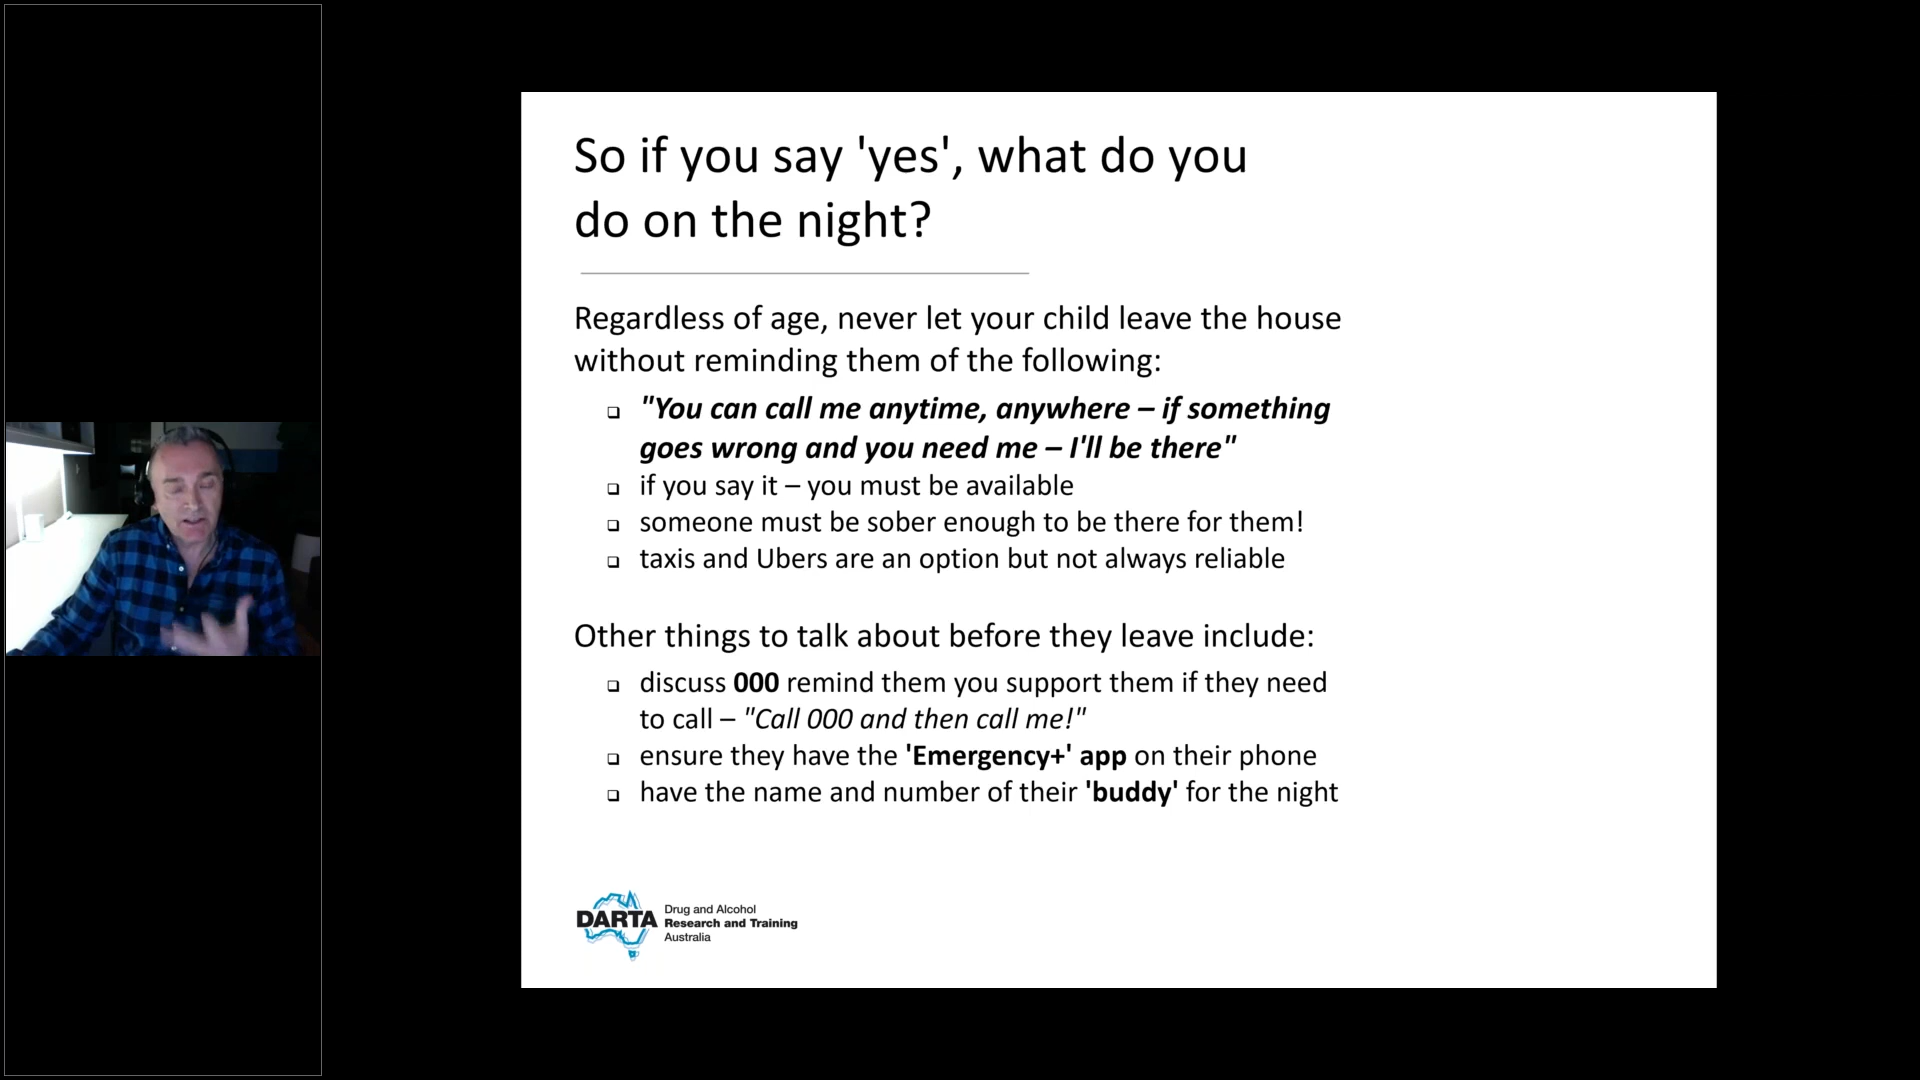 So if you say 'yes', what do you
do on the night?
Regardless of age, never let your child leave the house
without reminding them of the following:
"You can call me anytime, anywhere – if something
goes wrong and you need me – I'll be there"
if you say it – you must be available
someone must be sober enough to be there for them!
taxis and Ubers are an option but not always reliable
Other things to talk about before they leave include:
discuss 000 remind them you support them if they need
to call – "Call 000 and then call me!"
ensure they have the 'Emergency+' app on their phone
have the name and number of their 'buddy' for the night
DARTA
Drug and Alcohol
Research and Training
Australia